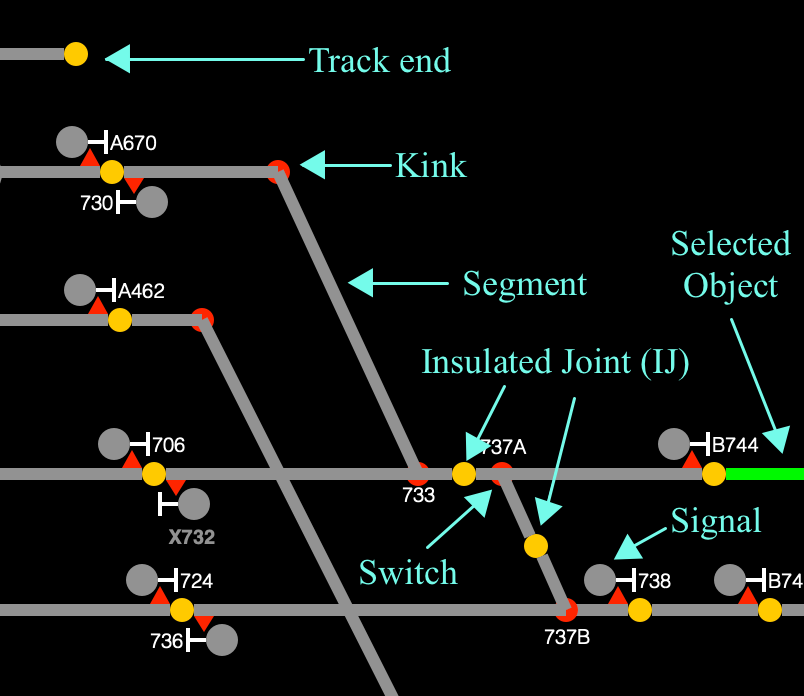 Track end
A670
Kink
730
Selected
Object
Segment
A462
Insulated Joint (IJ)
706
737A
B744
733
X732
Signal
Switch
724
738
B74
736
737B